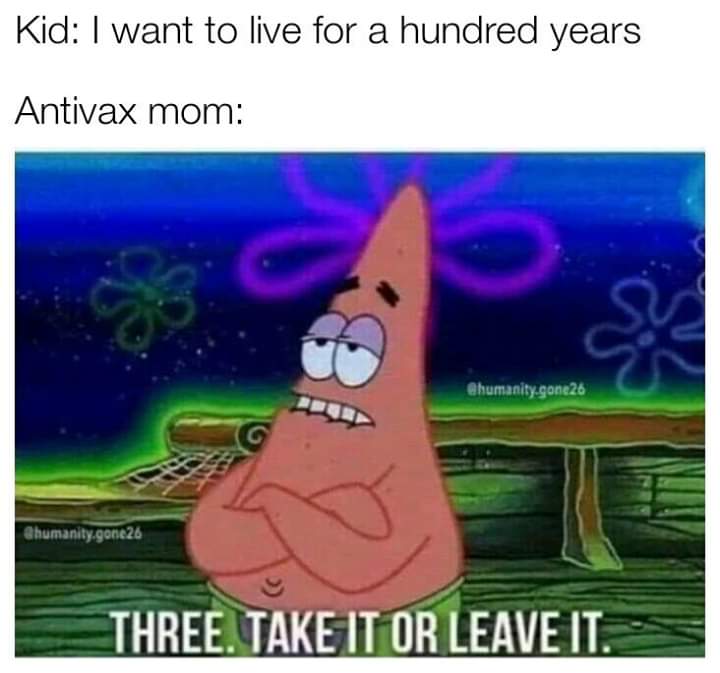 Kid: I want to live for a hundred years
Antivax mom:
@humanity.gone26
@humanity.gone26
THREE. TAKE IT OR LEAVE IT.